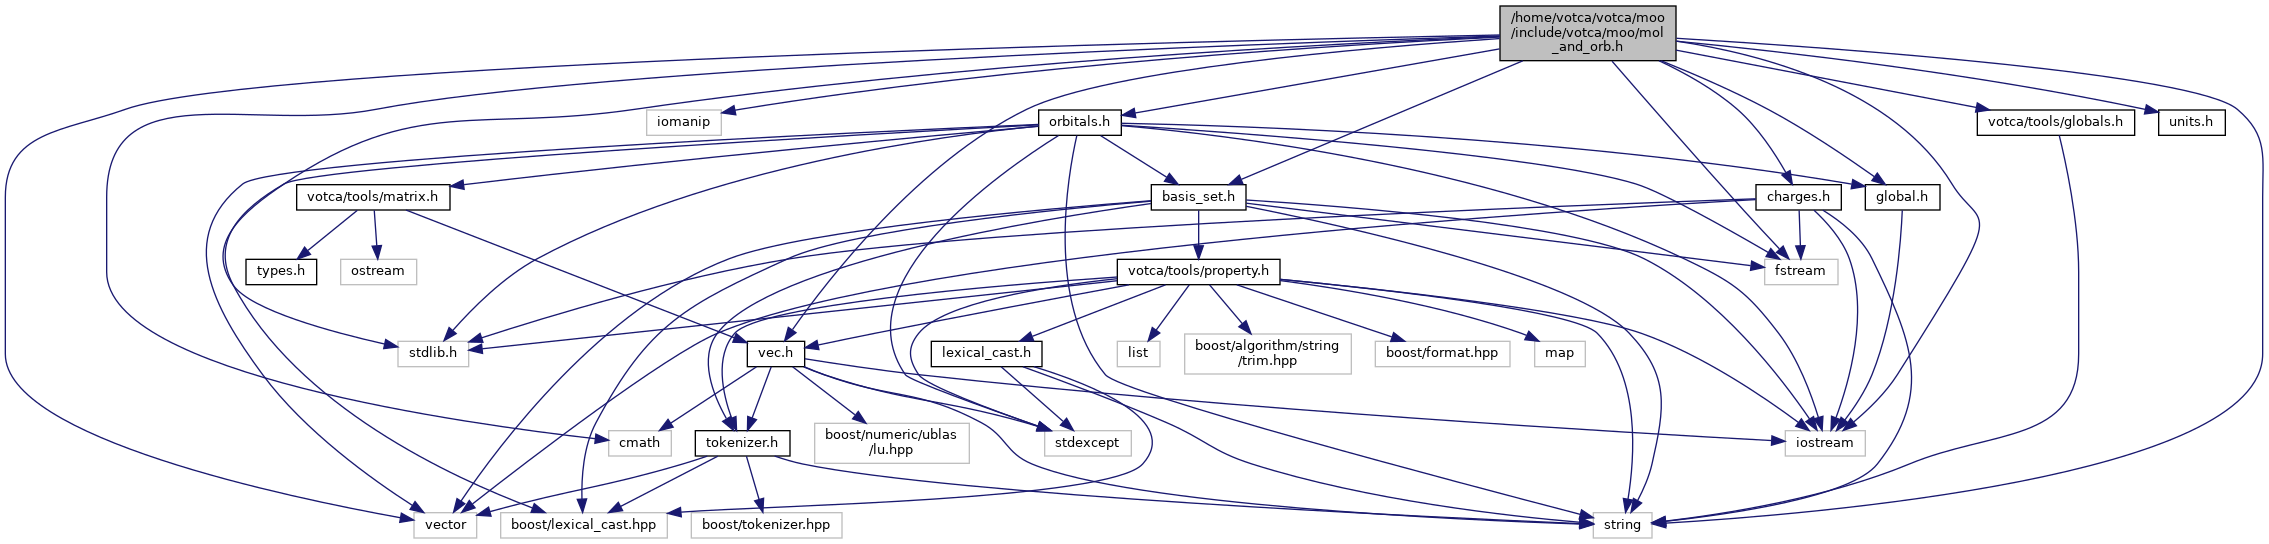 /home/votca/votca/moo
/include/votca/moo/mol
_and_orb.h
iomanip
orbitals.h
votca/tools/globals.h
units.h
votca/tools/matrix.h
basis_set.h
charges.h
global.h
types.h
ostream
votca/tools/property.h
fstream
stdlib.h
vec.h
lexical_cast.h
list
boost/algorithm/string
/trim.hpp
boost/format.hpp
map
cmath
tokenizer.h
boost/numeric/ublas
/lu.hpp
stdexcept
iostream
vector
boost/lexical_cast.hpp
boost/tokenizer.hpp
string